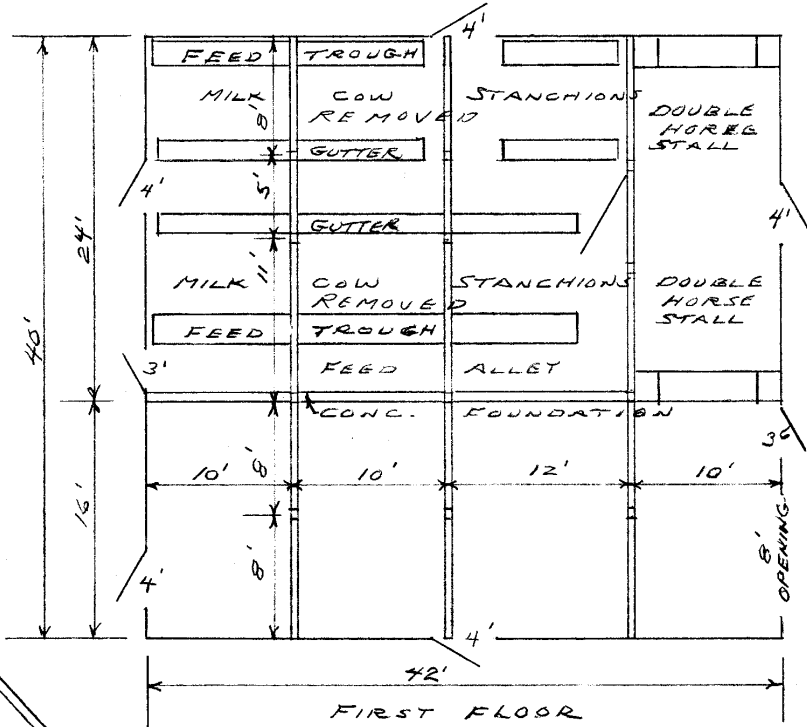 4'
FEED TROUGH
MILK COW STANCHIONS
REMOVED
8'
DOUBLE
HORSE
STALL
GUTTER
4'
5'
4'
24'
GUTTER
11'
MILK COW STANCHIONS
REMOVED
DOUBLE
HORSE
STALL
FEED TROUGH
40'
3'
FEED ALLEY
CONC. FOUNDATION
36
10'
8'
10'
12'
10'
16'
8'
8'
OPENING
4'
4'
42'
FIRST FLOOR